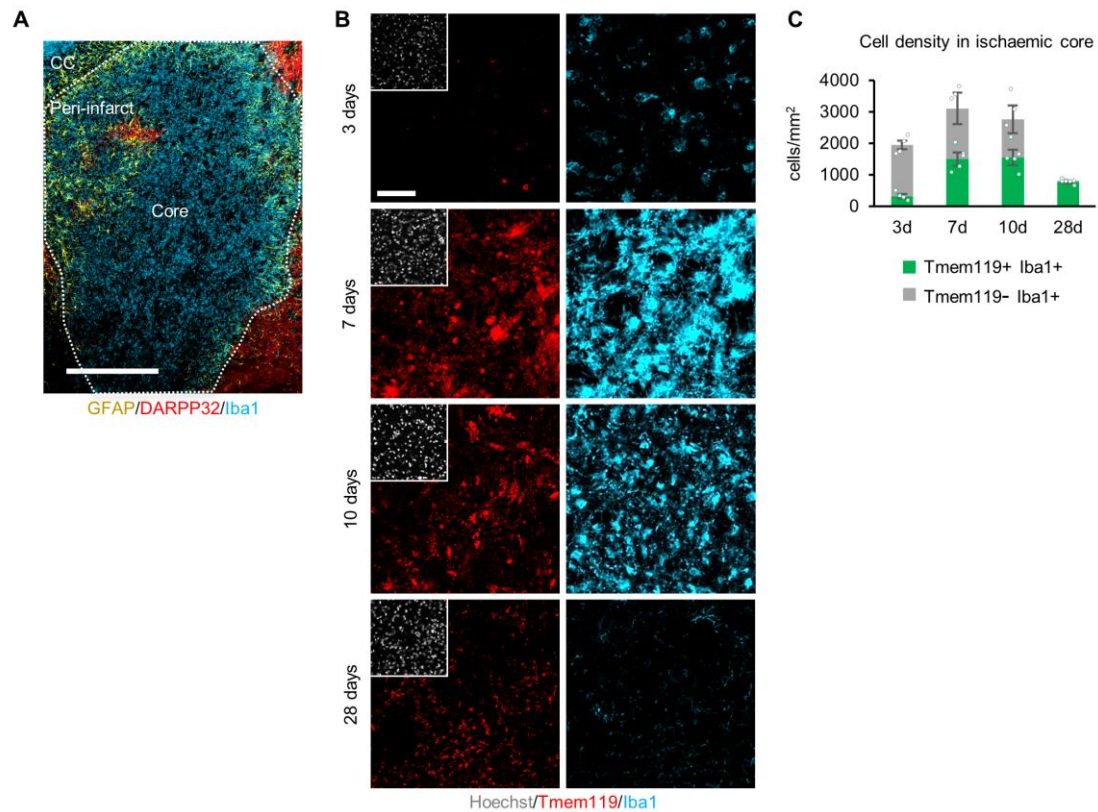 A
CC
Peri-infarct
Core
GFAP/DARPP32/Iba1
B
3 days
7 days
10 days
28 days
Hoechst/Tmem119/Iba1
C
Cell density in ischaemic core
cells/mm²
4000
3000
2000
1000
0
3d 7d 10d 28d
Tmem119+ Iba1+
Tmem119- Iba1+